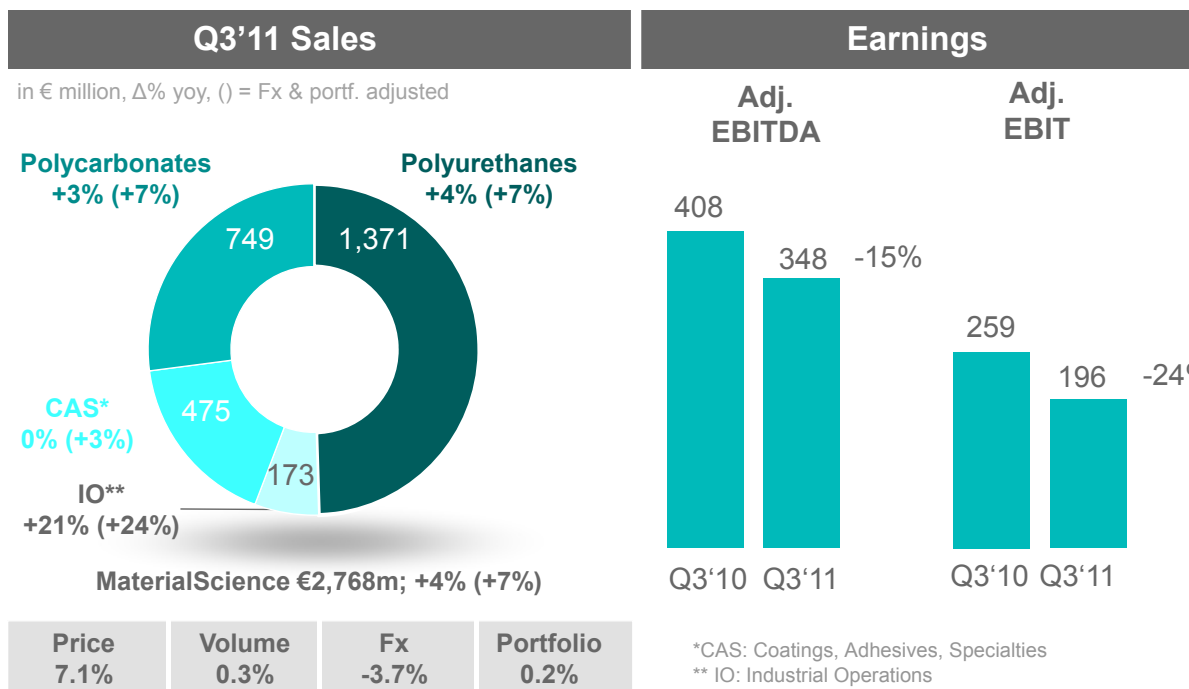 Q3’11 Sales
in € million, Δ% yoy, () = Fx & portf. adjusted
Polycarbonates
+3% (+7%)
Polyurethanes
+4% (+7%)
749
1,371
CAS*
0% (+3%)
475
173
IO**
+21% (+24%)
MaterialScience €2,768m; +4% (+7%)
Price
7.1%
Volume
0.3%
Fx
-3.7%
Portfolio
0.2%
Earnings
Adj.
EBITDA
408
348
-15%
Q3‘10
Q3‘11
Adj.
EBIT
259
196
-24%
Q3‘10
Q3‘11
*CAS: Coatings, Adhesives, Specialties
** IO: Industrial Operations